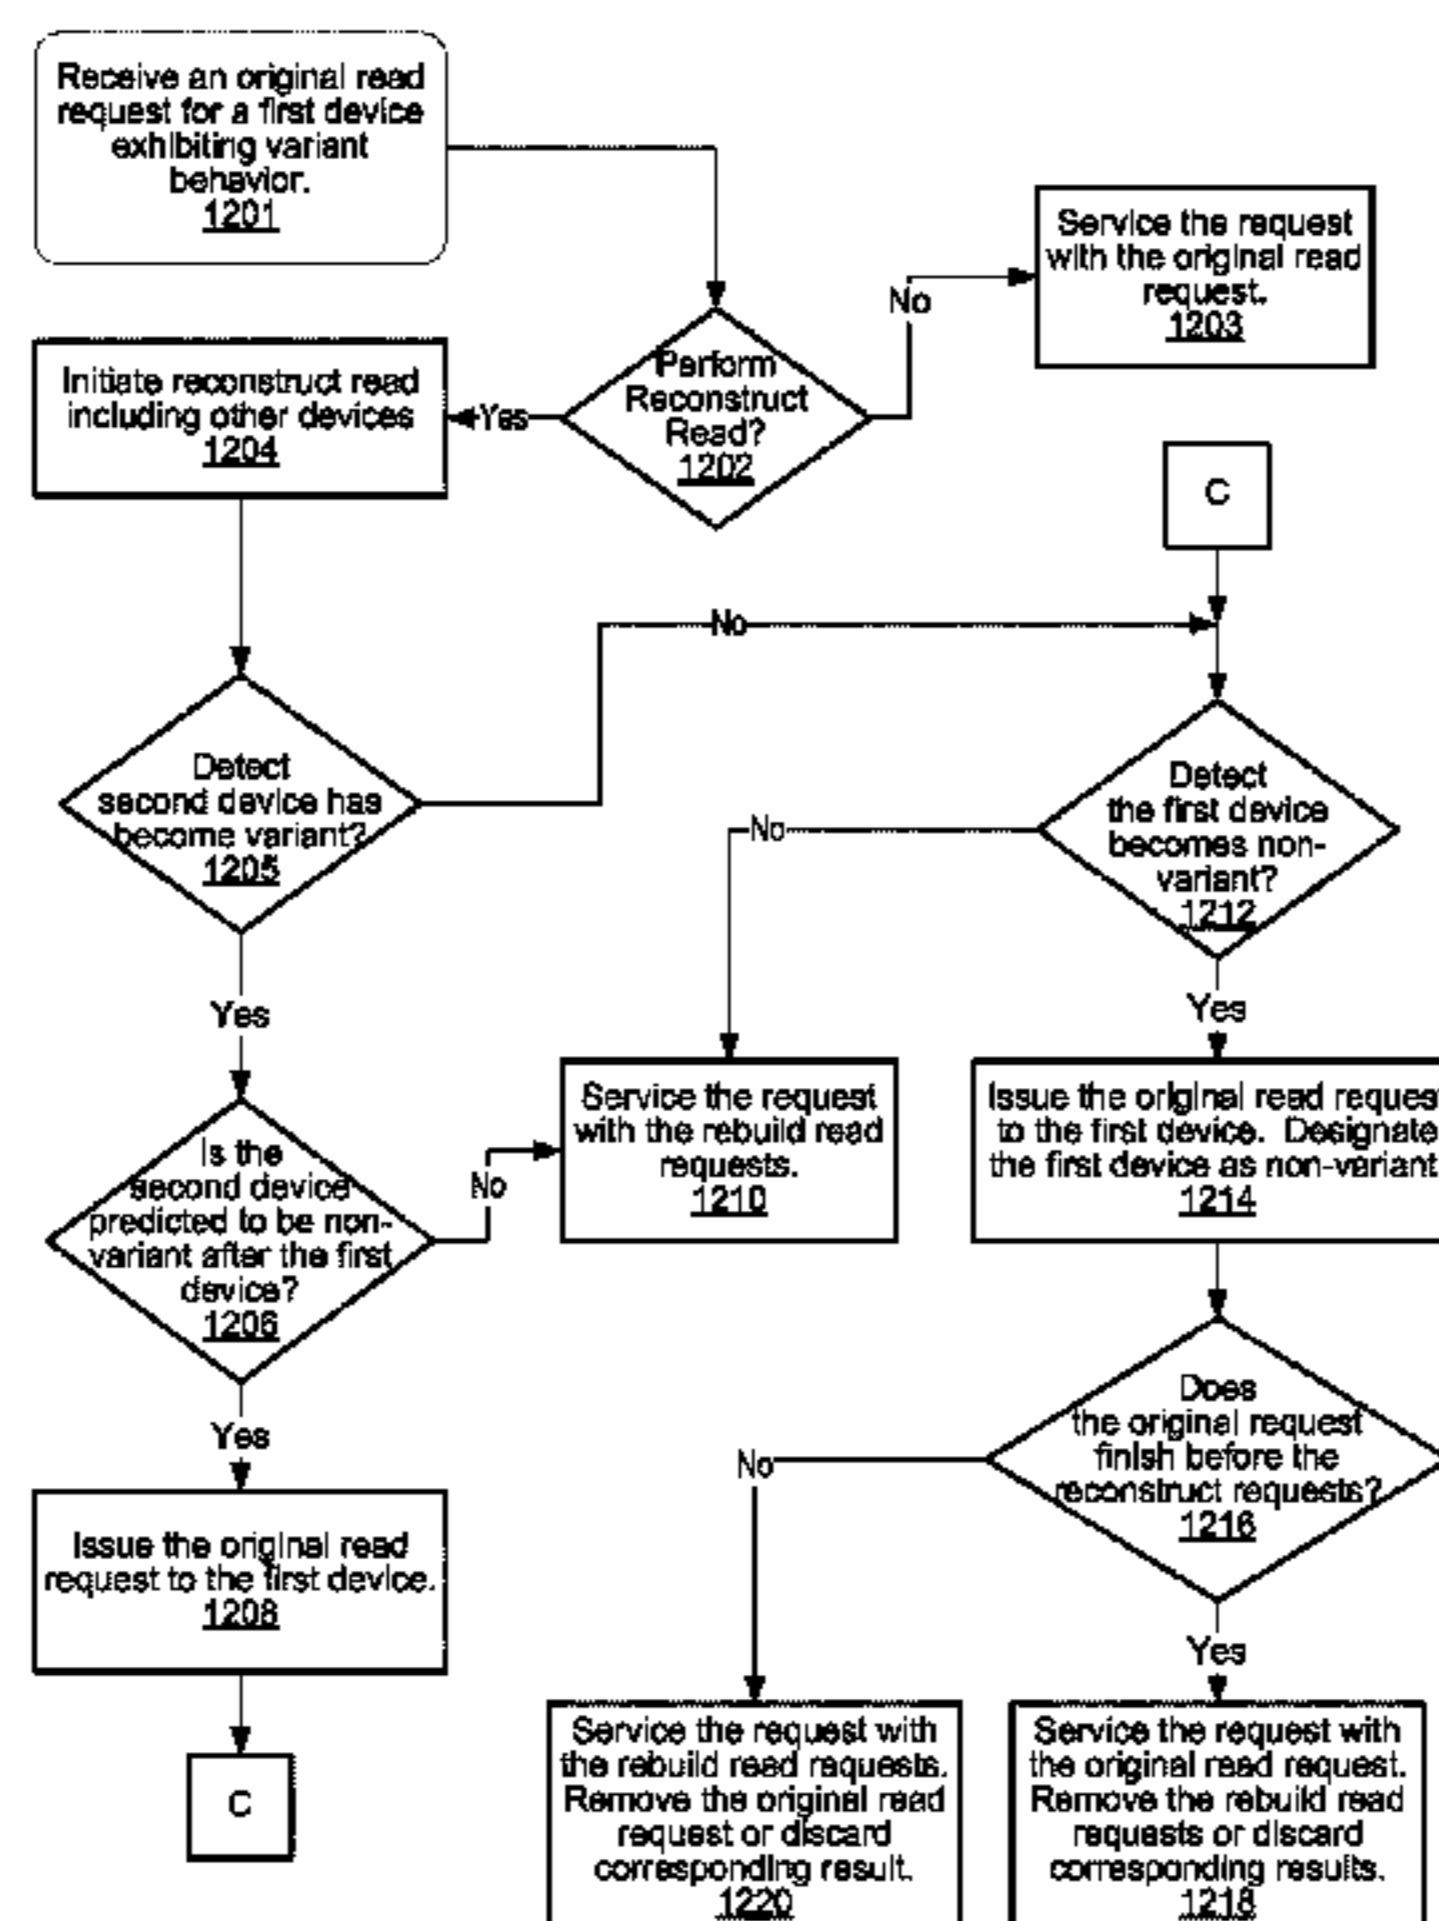 Receive an original read
request for a first device
exhibiting variant
behavior.
1201
Service the request
with the original read
request.
1203
No
Perform
Reconstruct
Read?
1202
Yes
Initiate reconstruct read
including other devices
1204
C
No
Detect
second device has
become variant?
1205
Detect
the first device
becomes non-
variant?
1212
No
Yes
Yes
Service the request
with the rebuild read
requests.
1210
Issue the original read reques
to the first device. Designate
the first device as non-variant
1214
Is the
second device
predicted to be non-
variant after the first
device?
1206
No
Yes
Does
the original request
finish before the
reconstruct requests?
1216
No
Yes
Issue the original read
request to the first device.
1208
C
Service the request with
the rebuild read requests.
Remove the original read
request or discard
corresponding result.
1220
Service the request with
the original read request.
Remove the rebuild read
requests or discard
corresponding results.
1218